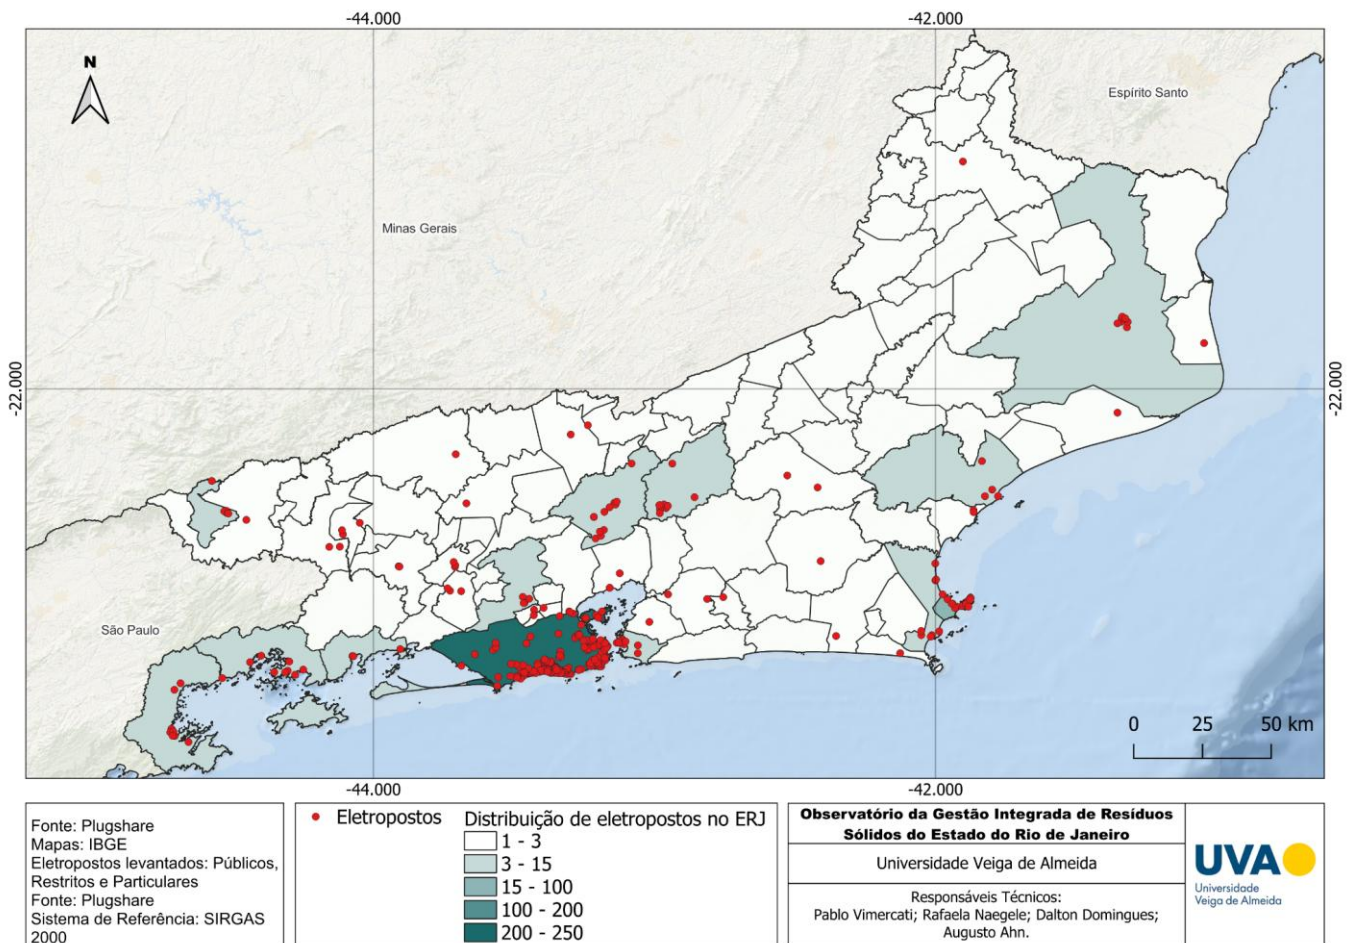 -44.000
-42.000
N
Espírito Santo
Minas Gerais
-22.000
-22.000
São Paulo
0 25 50 km
-44.000
-42.000
Fonte: Plugshare
Mapas: IBGE
Eletropostos levantados: Públicos,
Restritos e Particulares
Fonte: Plugshare
Sistema de Referência: SIRGAS
2000
Eletropostos
Distribuição de eletropostos no ERJ
1 - 3
3 - 15
15 - 100
100 - 200
200 - 250
Observatório da Gestão Integrada de Resíduos
Sólidos do Estado do Rio de Janeiro
Universidade Veiga de Almeida
Responsáveis Técnicos:
Pablo Vimercati; Rafaela Naegele; Dalton Domingues;
Augusto Ahn.
UVA
Universidade
Veiga de Almeida